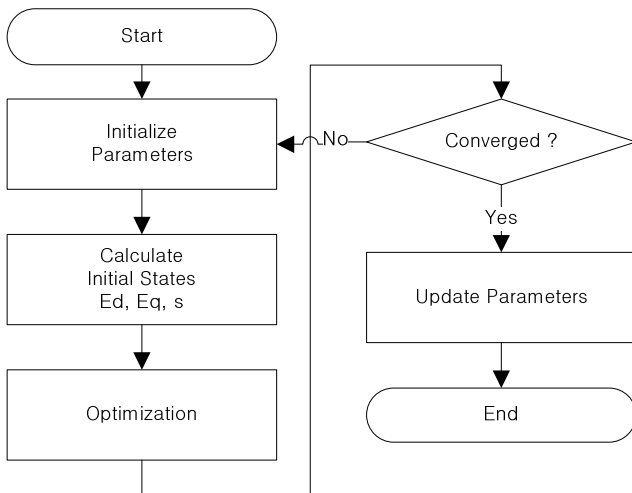 Start
Initialize
Parameters
Calculate
Initial States
Ed, Eq, s
Optimization
Converged ?
No
Yes
Update Parameters
End